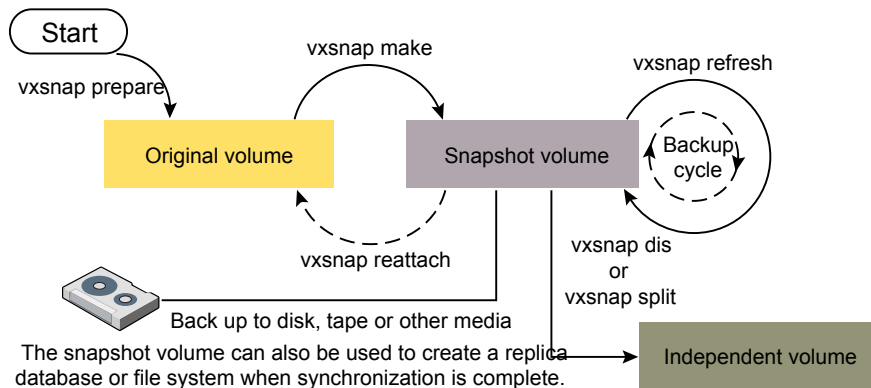 Start
vxsnap make
vxsnap refresh
vxsnap prepare
Original volume
Snapshot volume
Backup
cycle
vxsnap reattach
vxsnap dis
or
vxsnap split
Back up to disk, tape or other media
The snapshot volume can also be used to create a replica
database or file system when synchronization is complete.
Independent volume